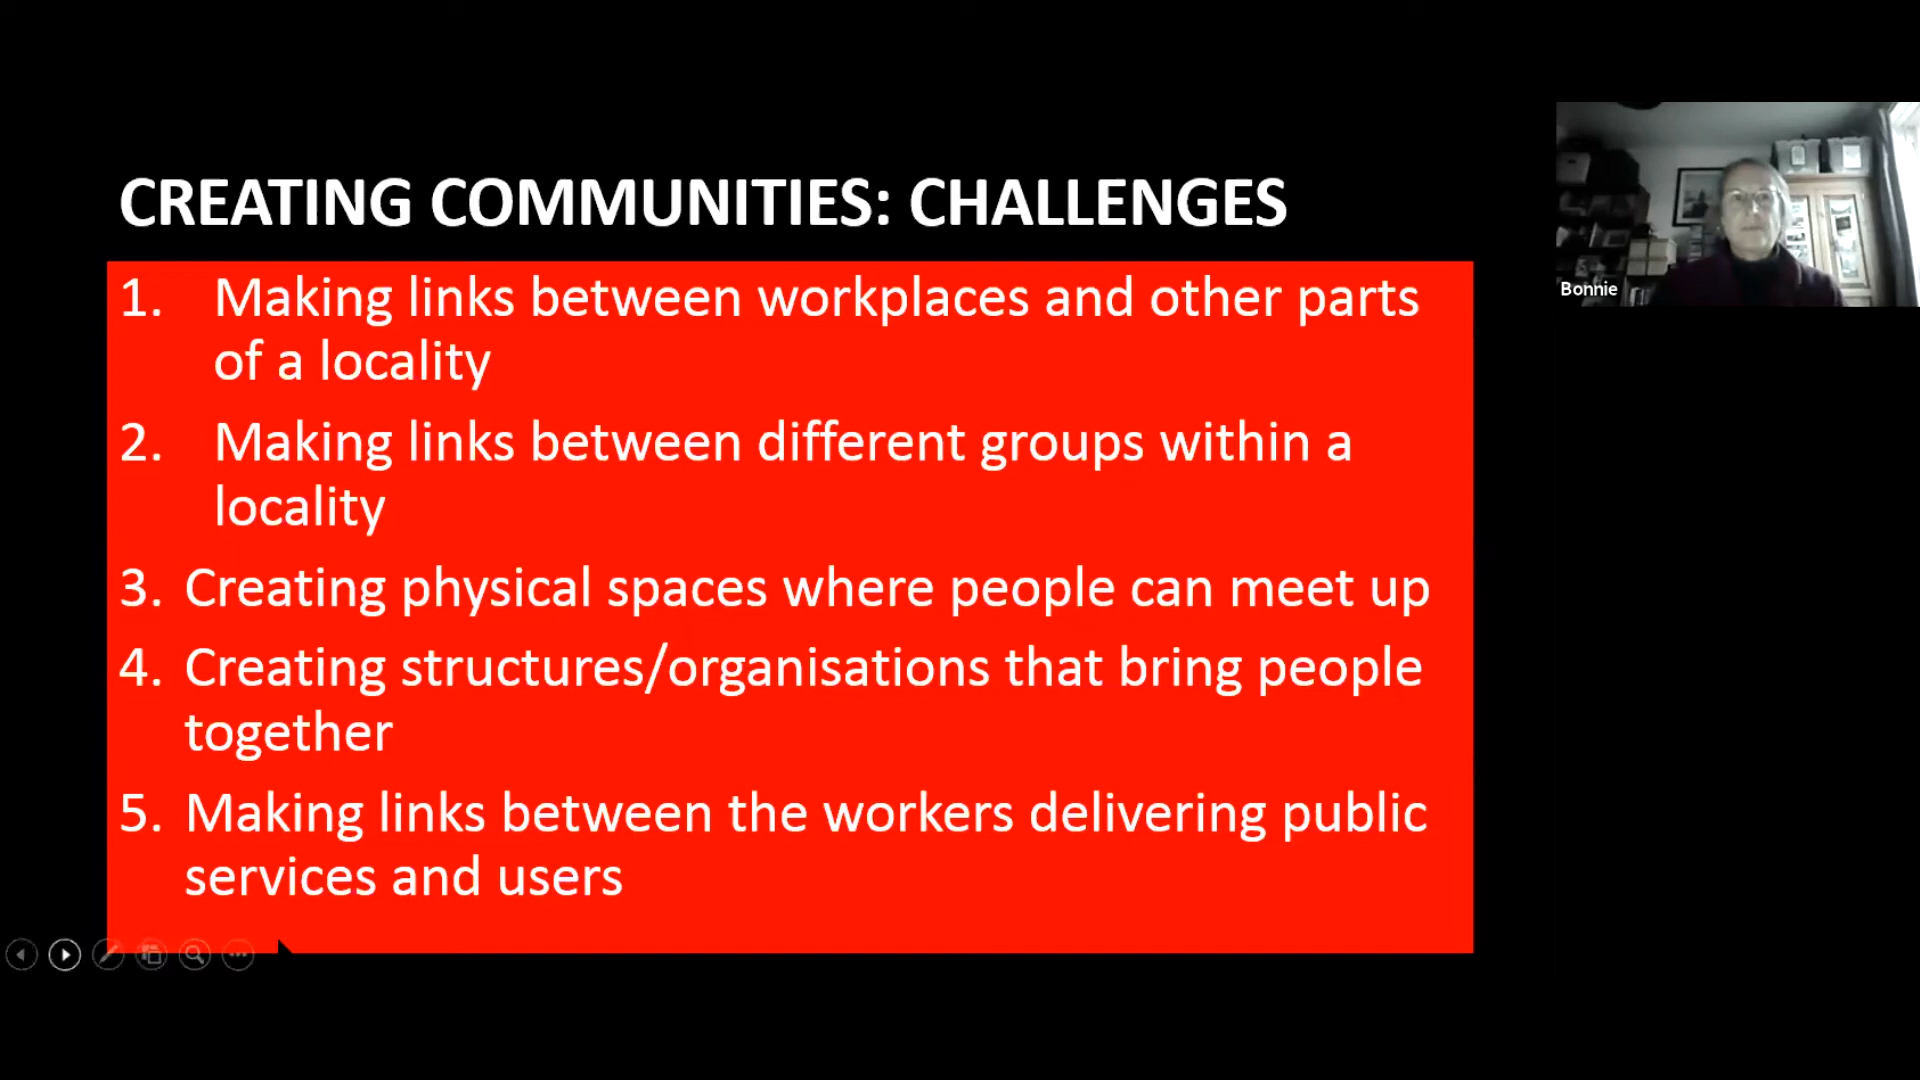 CREATING COMMUNITIES: CHALLENGES
1. Making links between workplaces and other parts
of a locality
2. Making links between different groups within a
locality
3. Creating physical spaces where people can meet up
4. Creating structures/organisations that bring people
together
5. Making links between the workers delivering public
services and users
Bonnie